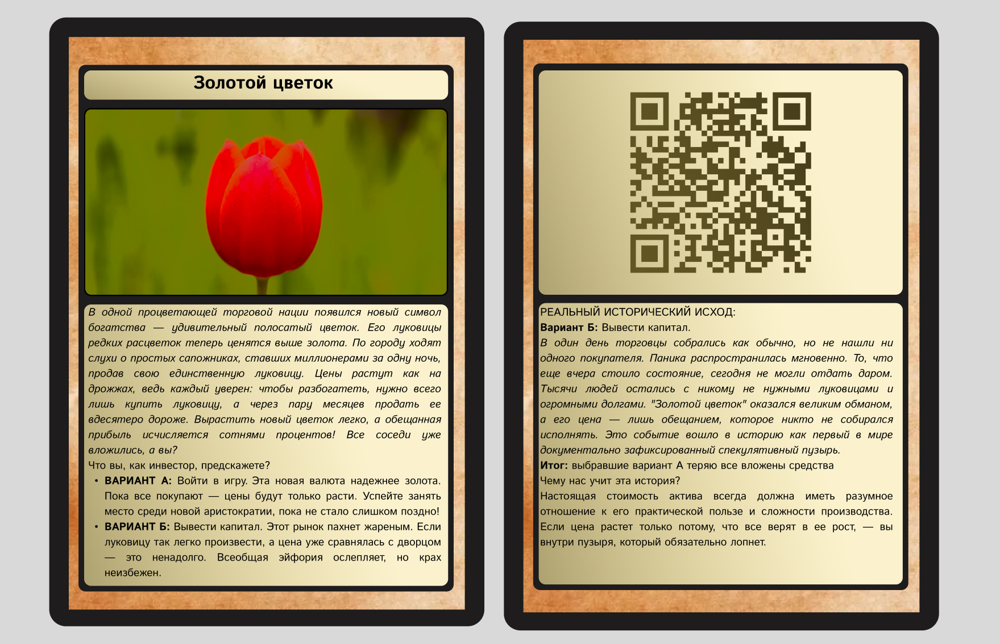 Золотой цветок
В одной процветающей торговой нации появился новый символ
богатства — удивительный полосатый цветок. Его луковицы
редких расцветок теперь ценятся выше золота. По городу ходят
слухи о простых сапожниках, ставших миллионерами за одну ночь,
продав свою единственную луковицу. Цены растут как на
дрожжах, ведь каждый уверен: чтобы разбогатеть, нужно всего
лишь купить луковицу, а через пару месяцев продать ее
вдесятеро дороже. Вырастить новый цветок легко, а обещанная
прибыль исчисляется сотнями процентов! Все соседи уже
вложились, а вы?
Что вы, как инвестор, предскажете?
• ВАРИАНТ А: Войти в игру. Эта новая валюта надежнее золота.
Пока все покупают — цены будут только расти. Успейте занять
место среди новой аристократии, пока не стало слишком поздно!
• ВАРИАНТ Б: Вывести капитал. Этот рынок пахнет жареным. Если
луковицу так легко произвести, а цена уже сравнялась с дворцом
— это ненадолго. Всеобщая эйфория ослепляет, но крах
неизбежен.
РЕАЛЬНЫЙ ИСТОРИЧЕСКИЙ ИСХОД:
Вариант Б: Вывести капитал.
В один день торговцы собрались как обычно, но не нашли ни
одного покупателя. Паника распространилась мгновенно. То, что
еще вчера стоило состояние, сегодня не могли отдать даром.
Тысячи людей остались с никому не нужными луковицами и
огромными долгами. "Золотой цветок" оказался великим обманом,
а его цена — лишь обещанием, которое никто не собирался
исполнять. Это событие вошло в историю как первый в мире
документально зафиксированный спекулятивный пузырь.
Итог: выбравшие вариант А теряю все вложены средства
Чему нас учит эта история?
Настоящая стоимость актива всегда должна иметь разумное
отношение к его практической пользе и сложности производства.
Если цена растет только потому, что все верят в ее рост, — вы
внутри пузыря, который обязательно лопнет.